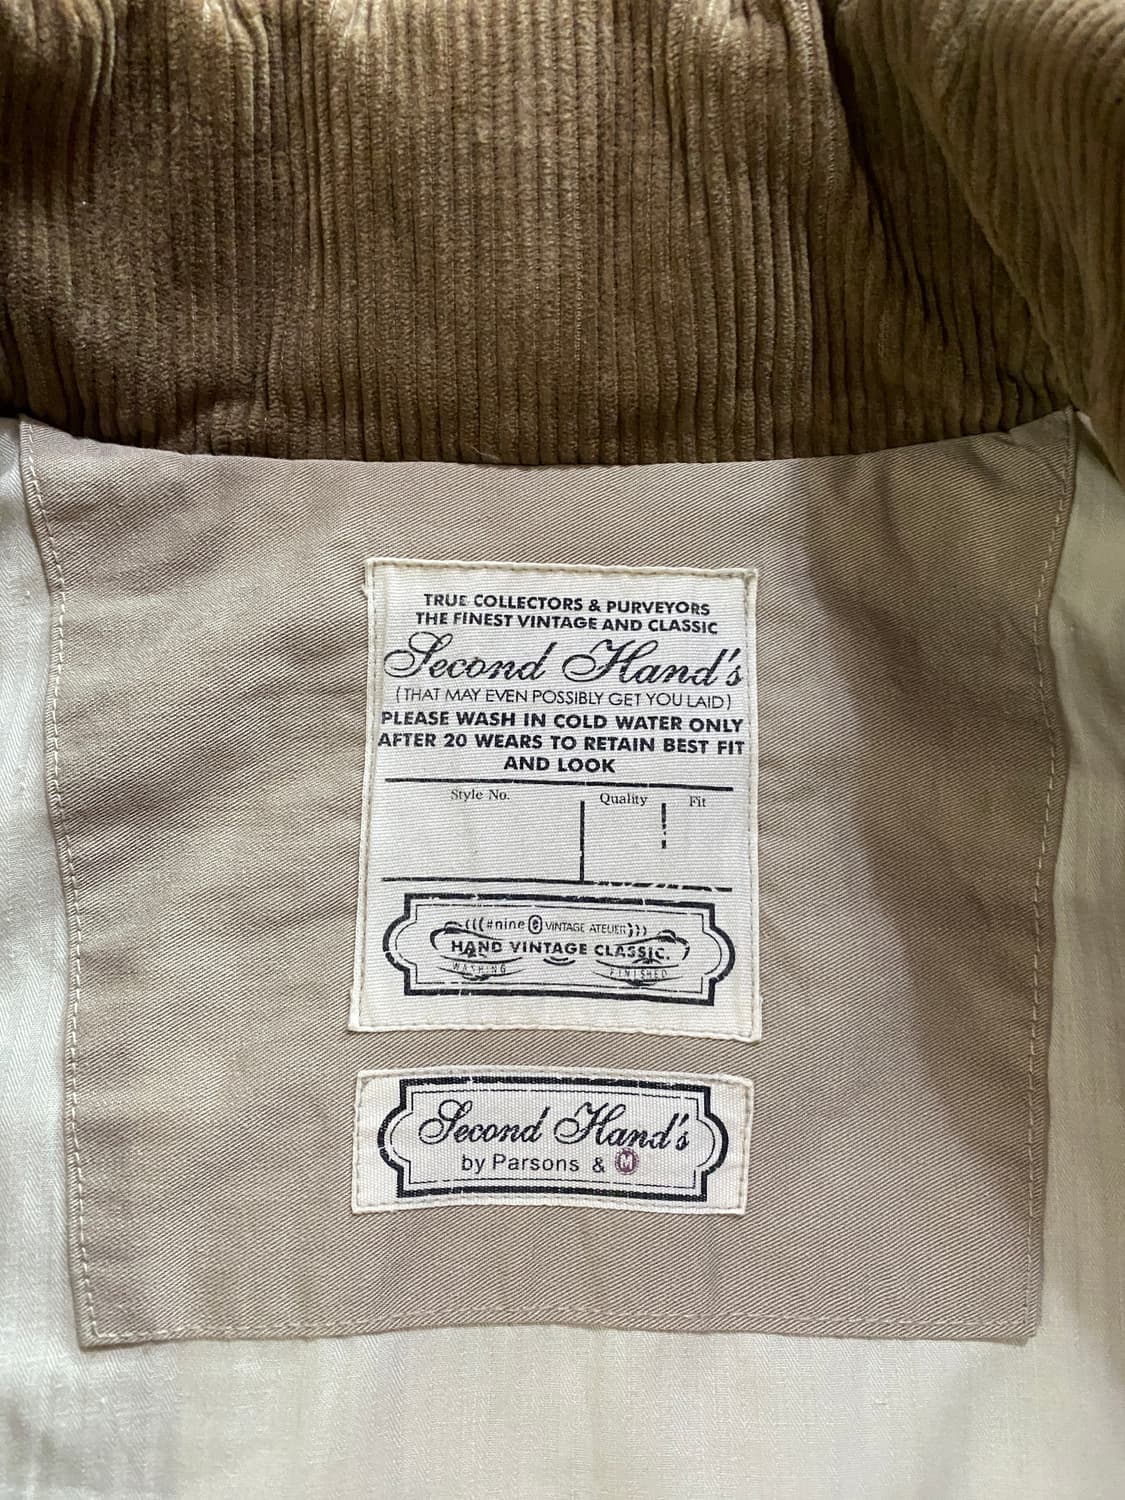 TRUE COLLECTORS & PURVEYORS
THE FINEST VINTAGE AND CLASSIC
Second Hand's
(THAT MAY EVEN POSSIBLY GET YOU LAID)
PLEASE WASH IN COLD WATER ONLY
AFTER 20 WEARS TO RETAIN BEST FIT
AND LOOK
Style No. Quality Fit
(((#nine © VINTAGE ATELIER)))
HAND VINTAGE CLASSIC.
WASHING FINISHED
Second Hand's
by Parsons & M